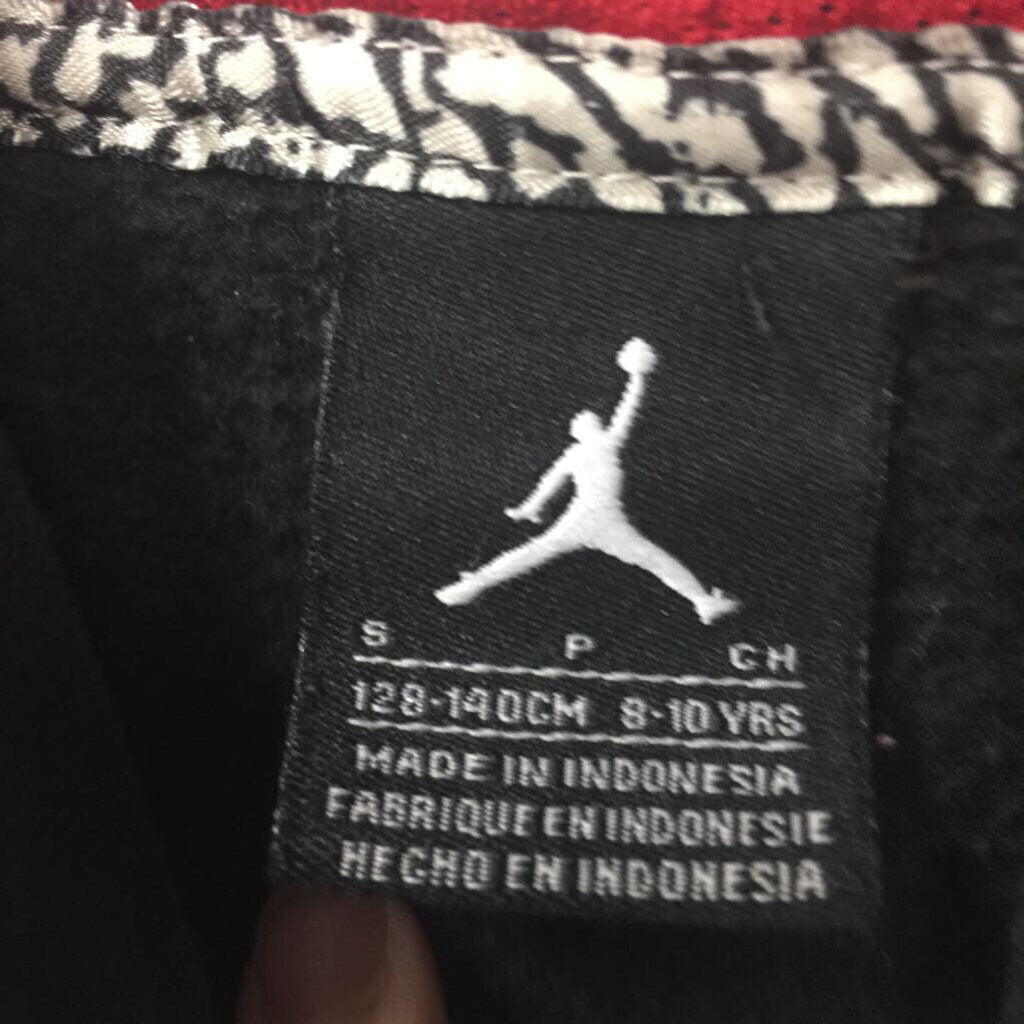 S P CH
128-140CM 8-10 YRS
MADE IN INDONESIA
FABRIQUE EN INDONESIE
HECHO EN INDONESIA